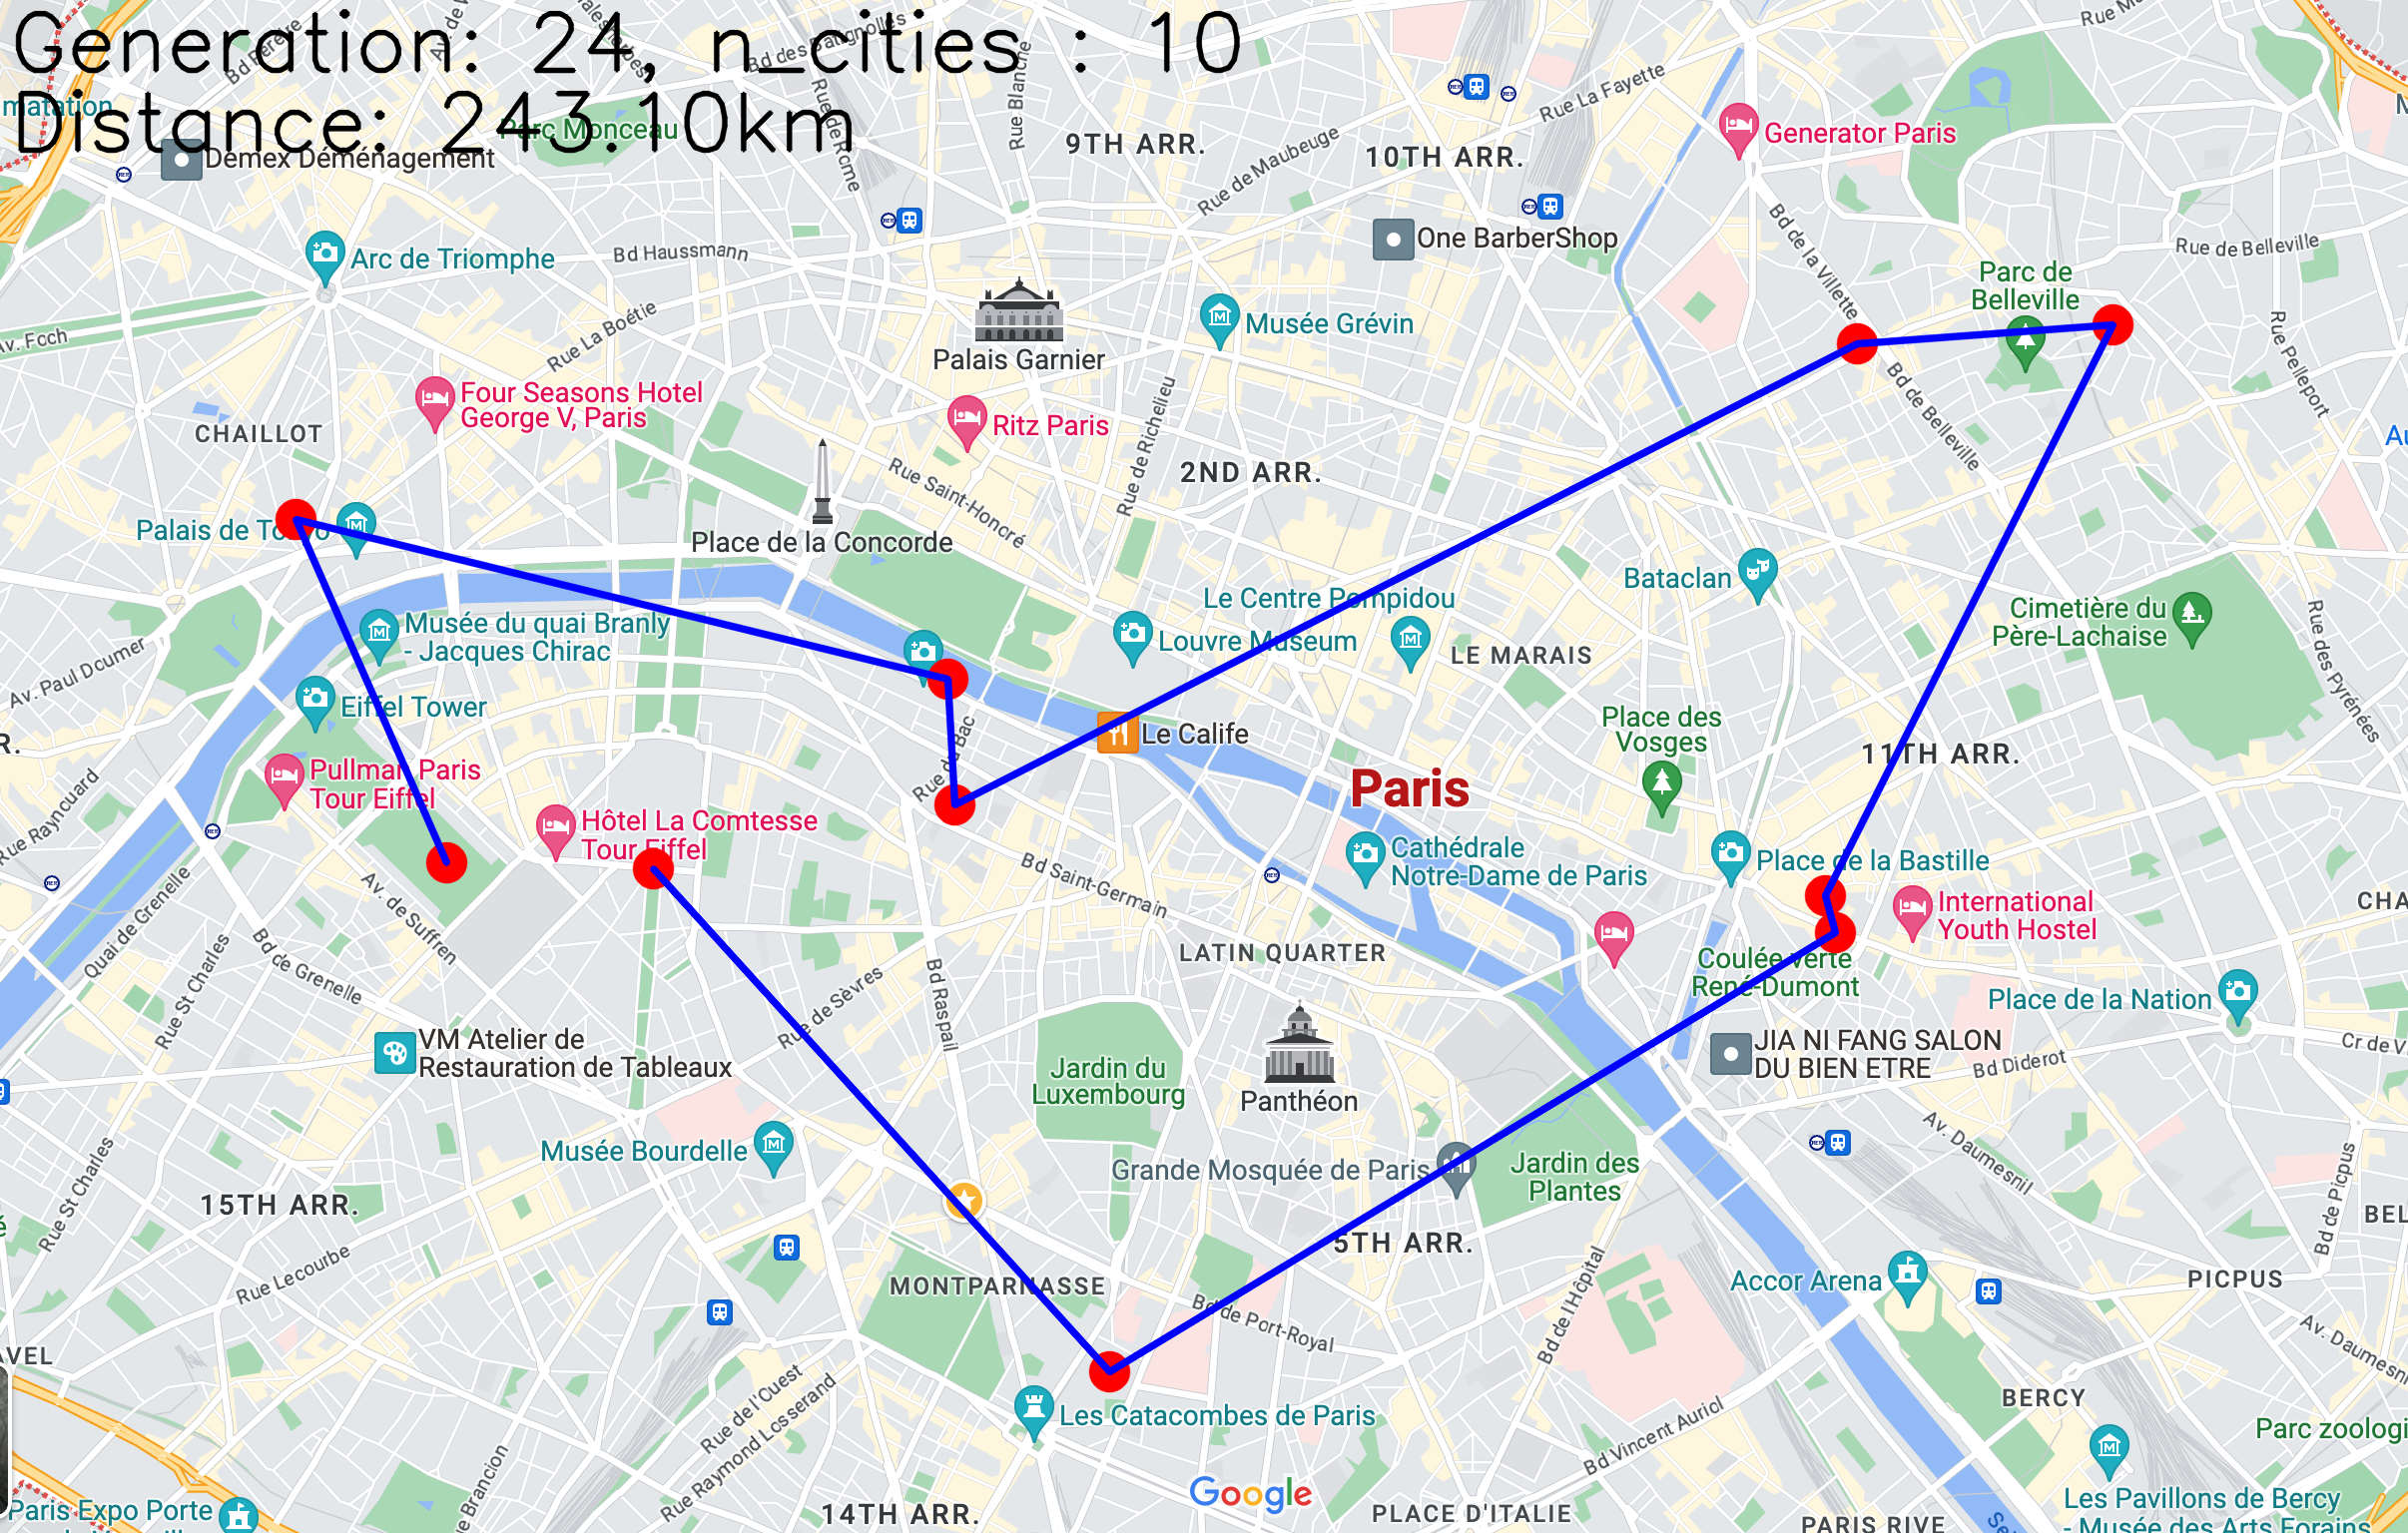 Generation: 24, n_cities : 10
Distance: 243.10km
Bd Pereire
Bd des Batignolles
Rue Blanche
Rue de Rome
Parc Monceau
matation
Demex Déménagement
9TH ARR.
10TH ARR.
Rue de Maubeuge
Rue La Fayette
Generator Paris
One BarberShop
Bd de la Villette
Rue de Belleville
Parc de
Belleville
Arc de Triomphe
Bd Haussmann
Rue La Boétie
Palais Garnier
Musée Grévin
Av. Foch
Four Seasons Hotel
George V, Paris
CHAILLOT
Ritz Paris
Rue de Richelieu
2ND ARR.
Bd de Belleville
Rue Pelleport
Rue Saint-Honoré
Place de la Concorde
Bataclan
Le Centre Pompidou
Louvre Museum
LE MARAIS
Cimetière du
Père-Lachaise
Rue des Pyrénées
Musée du quai Branly
- Jacques Chirac
Av. Paul Doumer
Eiffel Tower
Rue du Bac
Le Calife
Place des
Vosges
11TH ARR.
Paris
Pullman Paris
Tour Eiffel
Rue Raynouard
Hôtel La Comtesse
Tour Eiffel
Bd Saint-Germain
Cathédrale
Notre-Dame de Paris
Place de la Bastille
International
Youth Hostel
CHA
Av. de Suffren
Quai de Grenelle
Bd de Grenelle
Rue St Charles
LATIN QUARTER
Coulée verte
René-Dumont
Place de la Nation
Rue de Sèvres
Bd Raspail
VM Atelier de
Restauration de Tableaux
JIA NI FANG SALON
DU BIEN ETRE
Bd Diderot
Cr de V
Jardin du
Luxembourg
Panthéon
Musée Bourdelle
Grande Mosquée de Paris
Jardin des
Plantes
Av. Daumesnil
Bd de Picpus
Rue St Charles
15TH ARR.
5TH ARR.
BEL
Rue Lecourbe
MONTPARNASSE
Bd de Port-Royal
Bd de l'Hôpital
Accor Arena
PICPUS
AVEL
Av. Daumesn
Rue de l'Ouest
Rue Raymond Losserand
Les Catacombes de Paris
BERCY
Bd Vincent Auriol
Parc zoologi
Google
Paris Expo Porte
e Brancion
14TH ARR.
PLACE D'ITALIE
PARIS RIVE
Les Pavillons de Bercy
- Musée des Arts Forains